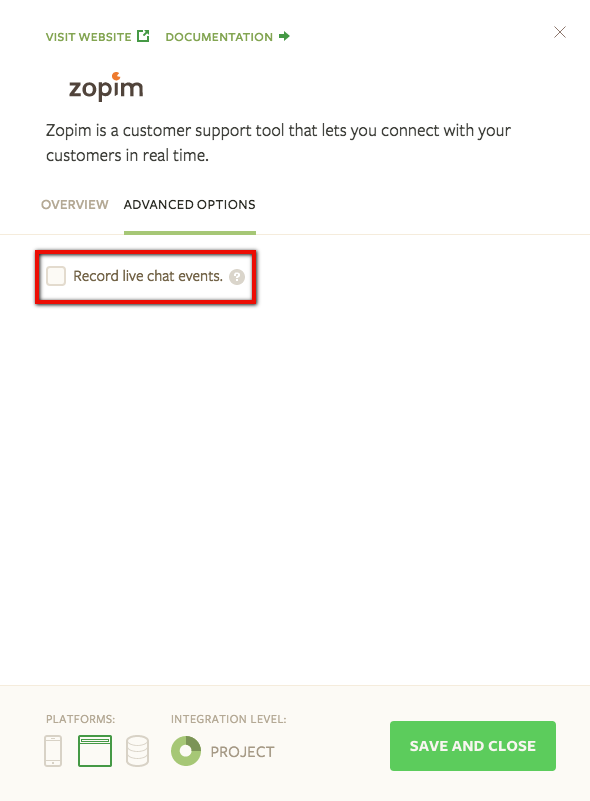 VISIT WEBSITE DOCUMENTATION
zopim
Zopim is a customer support tool that lets you connect with your
customers in real time.
OVERVIEW ADVANCED OPTIONS
Record live chat events. ?
PLATFORMS: INTEGRATION LEVEL:
PROJECT SAVE AND CLOSE